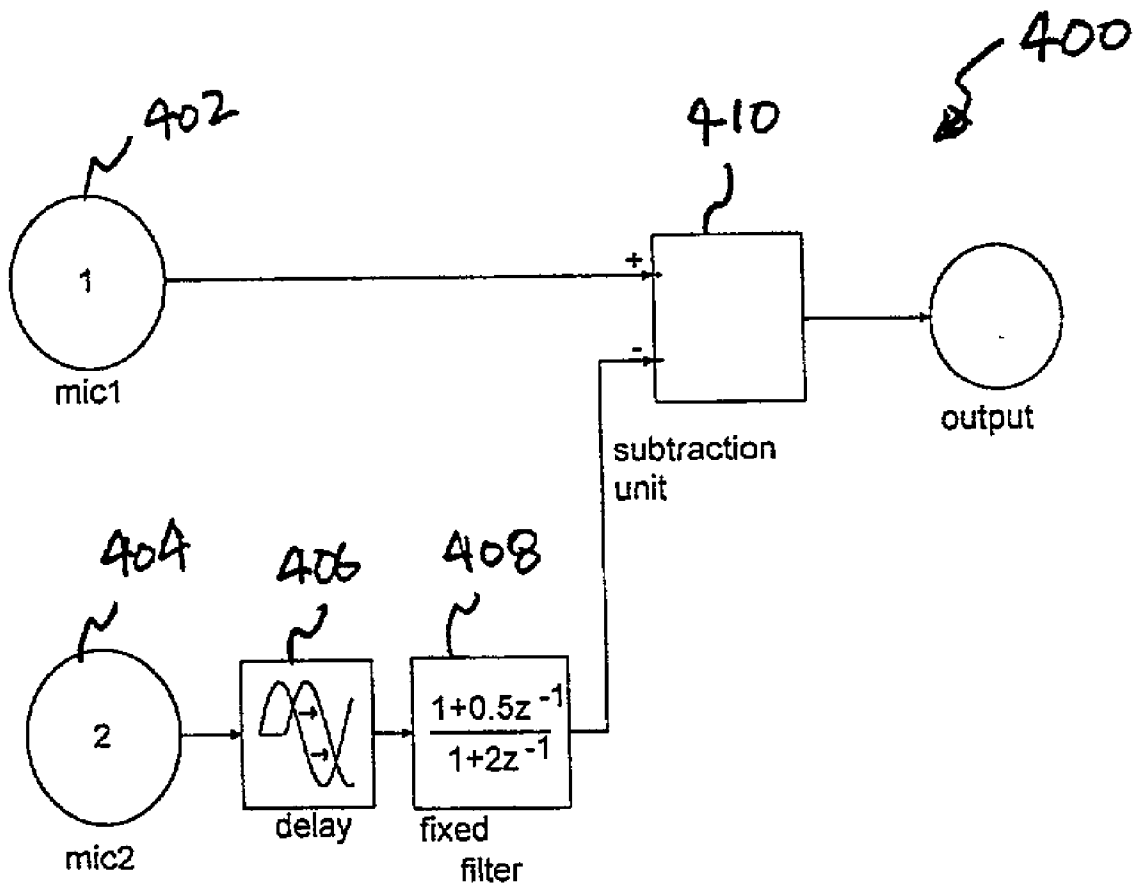 400
402
410
1
+
-
mic1
output
subtraction
unit
404
406
408
2
1+0.5z⁻¹
1+2z⁻¹
delay
fixed
filter
mic2